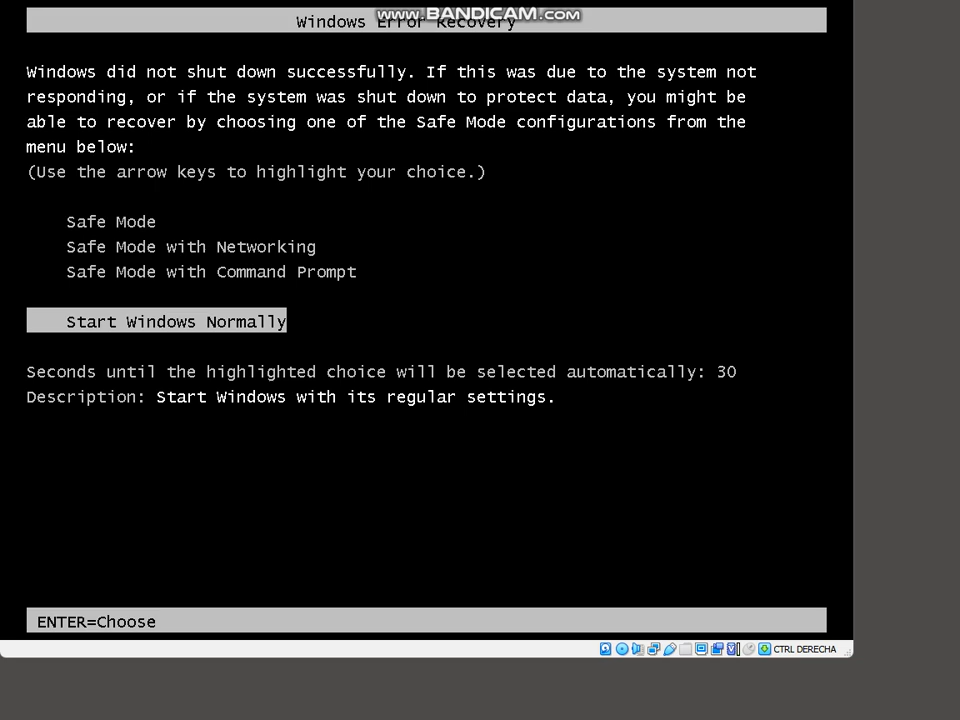 www.BANDICAM.com
Windows Error Recovery
Windows did not shut down successfully. If this was due to the system not
responding, or if the system was shut down to protect data, you might be
able to recover by choosing one of the Safe Mode configurations from the
menu below:
(Use the arrow keys to highlight your choice.)
Safe Mode
Safe Mode with Networking
Safe Mode with Command Prompt
Start Windows Normally
Seconds until the highlighted choice will be selected automatically: 30
Description: Start Windows with its regular settings.
ENTER=Choose
CTRL DERECHA